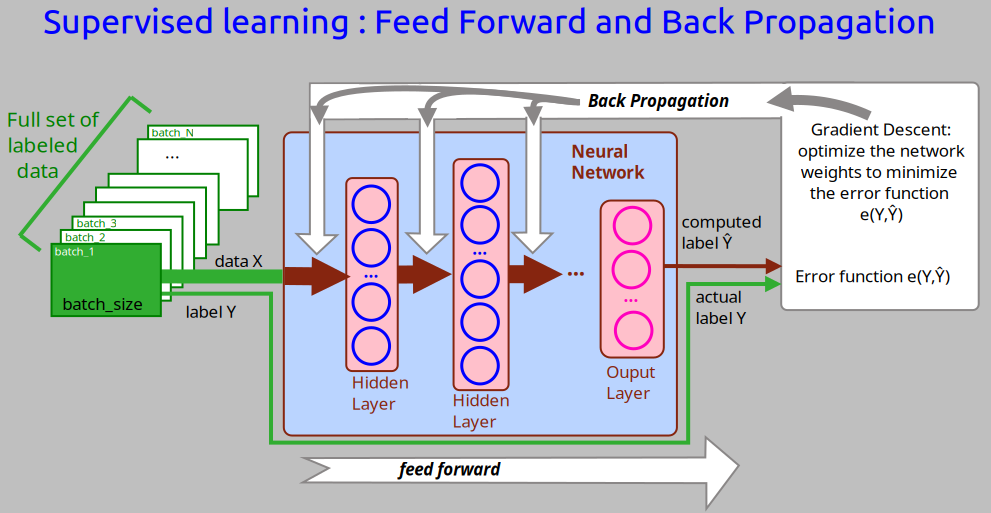 Supervised learning : Feed Forward and Back Propagation
Back Propagation
Full set of
labeled
data
batch_N
...
batch_3
batch_2
batch_1
batch_size
data X
label Y
Neural
Network
...
...
...
...
Hidden
Layer
Hidden
Layer
Ouput
Layer
computed
label Ŷ
actual
label Y
Gradient Descent:
optimize the network
weights to minimize
the error function
e(Y,Ŷ)
Error function e(Y,Ŷ)
feed forward